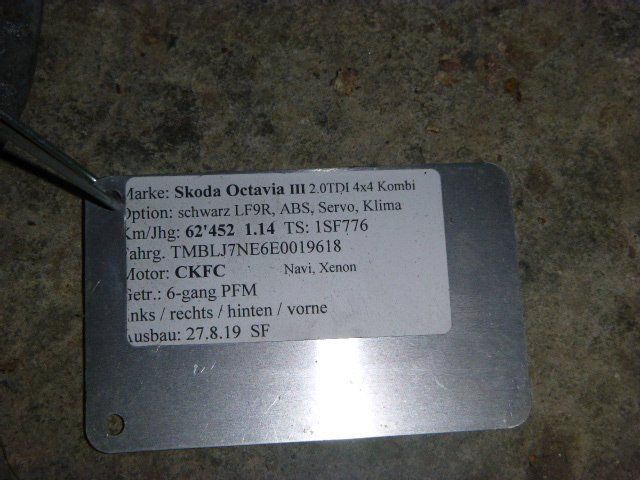 Marke: Skoda Octavia III 2.0TDI 4x4 Kombi
Option: schwarz LF9R, ABS, Servo, Klima
Km/Jhg: 62'452 1.14 TS: 1SF776
Fahrg. TMBLJ7NE6E0019618
Motor: CKFC Navi, Xenon
Getr.: 6-gang PFM
inks / rechts / hinten / vorne
Ausbau: 27.8.19 SF